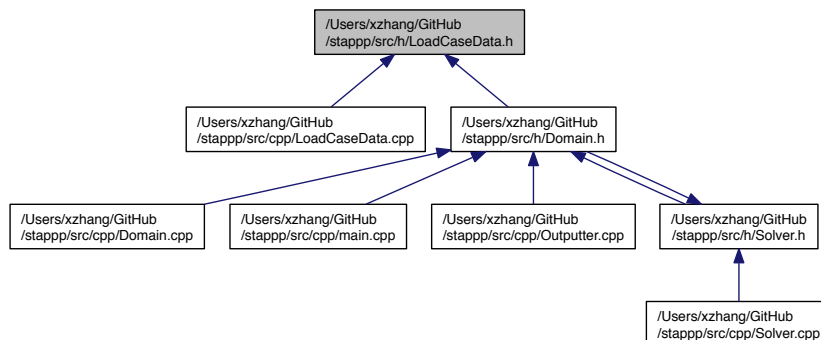 /Users/xzhang/GitHub
/stappp/src/h/LoadCaseData.h
/Users/xzhang/GitHub
/stappp/src/cpp/LoadCaseData.cpp
/Users/xzhang/GitHub
/stappp/src/h/Domain.h
/Users/xzhang/GitHub
/stappp/src/cpp/Domain.cpp
/Users/xzhang/GitHub
/stappp/src/cpp/main.cpp
/Users/xzhang/GitHub
/stappp/src/cpp/Outputter.cpp
/Users/xzhang/GitHub
/stappp/src/h/Solver.h
/Users/xzhang/GitHub
/stappp/src/cpp/Solver.cpp